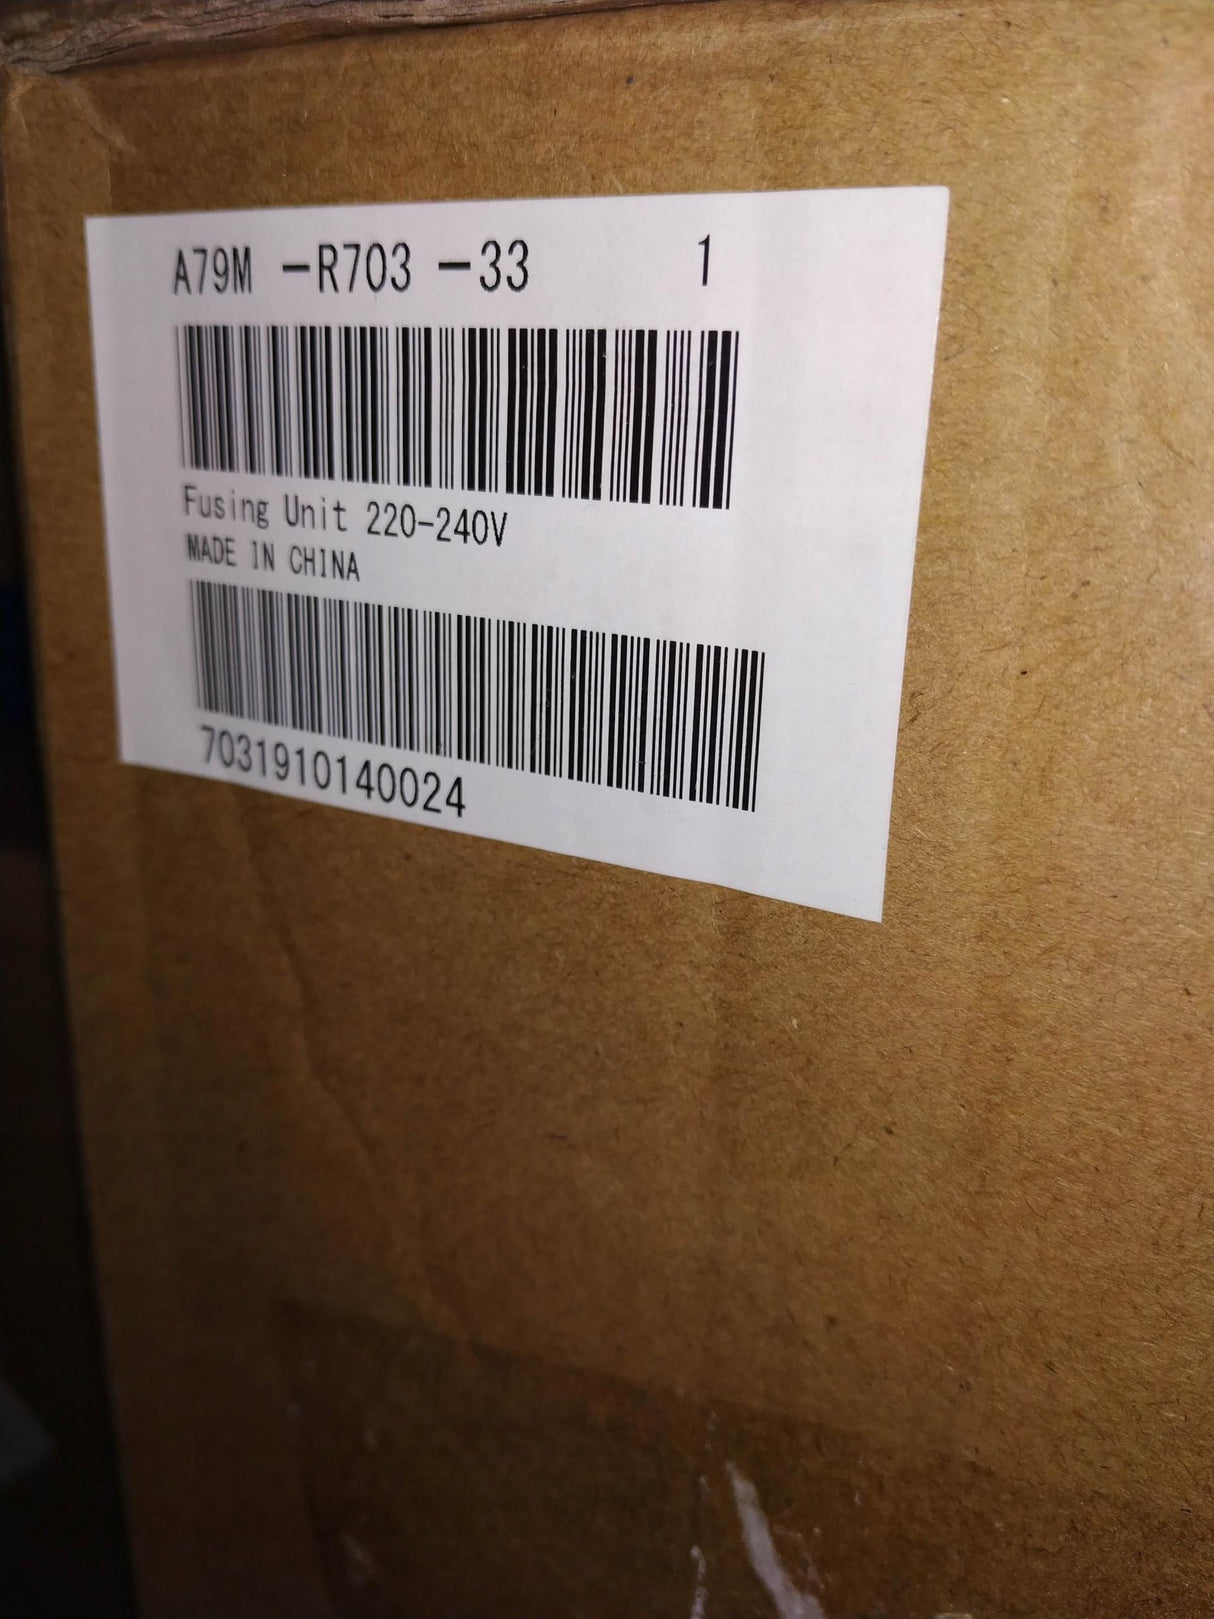 A79M -R703 -33 1
Fusing Unit 220-240V
MADE IN CHINA
7031910140024